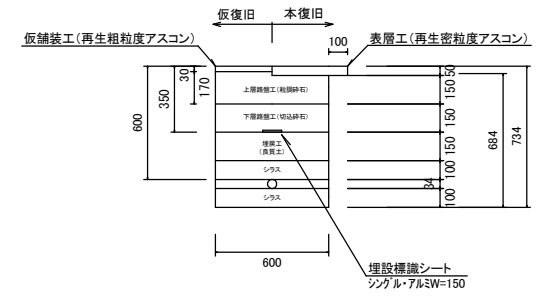 仮復旧 本復旧
仮舗装工(再生粗粒度アスコン)
表層工(再生密粒度アスコン)
100
50
30
170
350
600
上層路盤工(粒調砕石)
150
下層路盤工(切込砕石)
150
埋戻工
(良質土)
150
シラス
100
34
シラス
100
684
734
600
埋設標識シート
シングル・アルミW=150